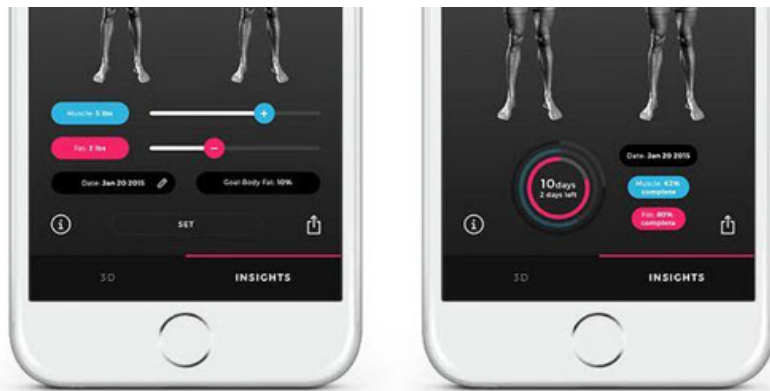 Muscle: 5 lbs
+
Fat: 2 lbs
−
Date: Jan 20 2015
Goal Body Fat: 10%
i
SET
3D
INSIGHTS
10days
2 days left
Date: Jan 20 2015
Muscle: 42%
complete
Fat: 80%
complete
i
3D
INSIGHTS